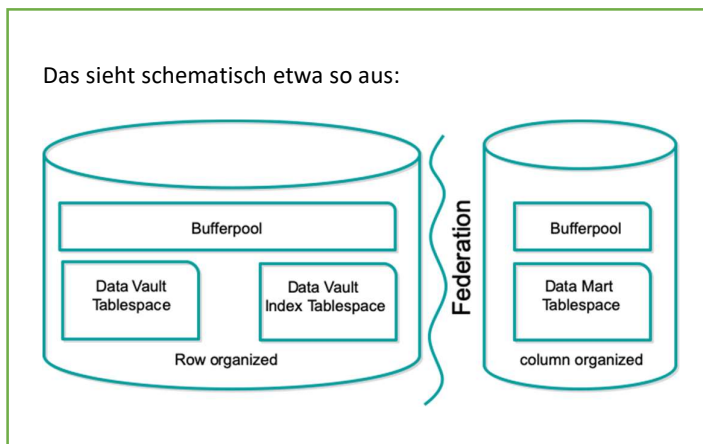 Das sieht schematisch etwa so aus:
Bufferpool
Data Vault
Tablespace
Data Vault
Index Tablespace
Row organized
Federation
Bufferpool
Data Mart
Tablespace
column organized